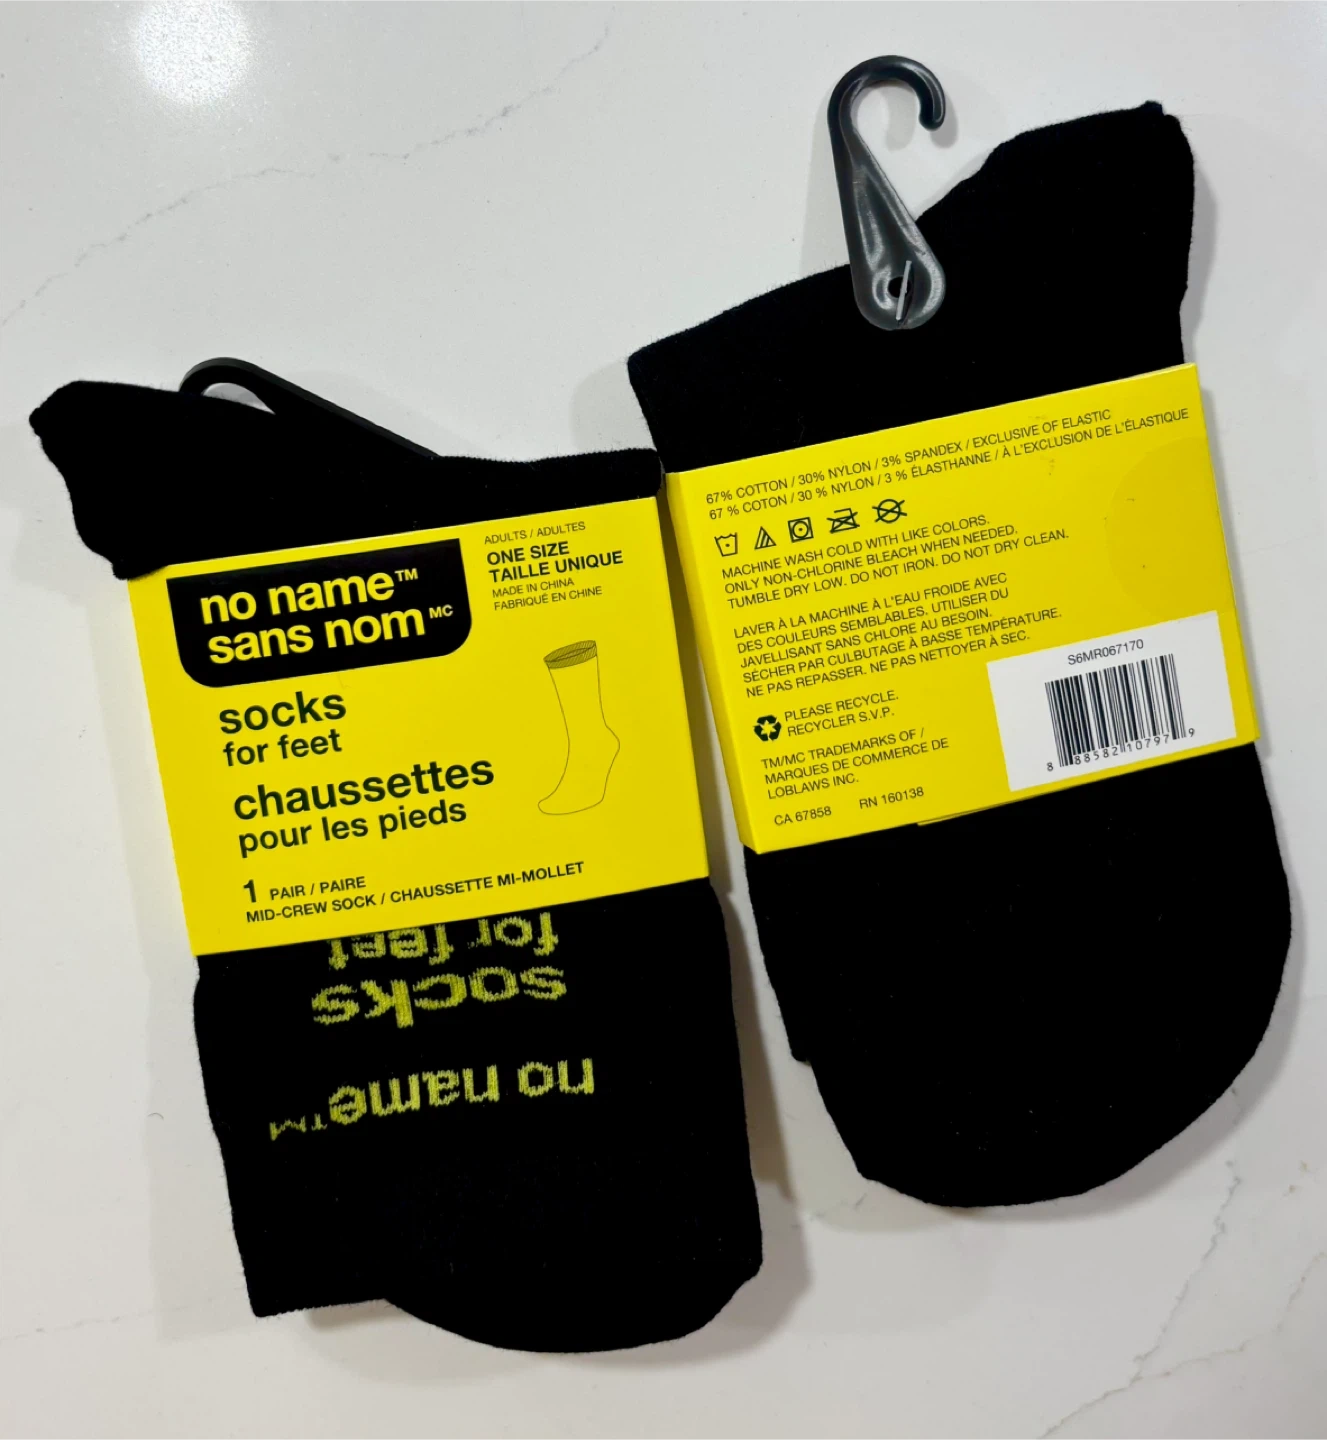 no name™
sans nom MC
ADULTS / ADULTES
ONE SIZE
TAILLE UNIQUE
MADE IN CHINA
FABRIQUÉ EN CHINE
socks
for feet
chaussettes
pour les pieds
1 PAIR / PAIRE
MID-CREW SOCK / CHAUSSETTE MI-MOLLET
for feet
socks
no name™
67% COTTON / 30% NYLON / 3% SPANDEX / EXCLUSIVE OF ELASTIC
67 % COTON / 30 % NYLON / 3 % ÉLASTHANNE / À L'EXCLUSION DE L'ÉLASTIQUE
MACHINE WASH COLD WITH LIKE COLORS.
ONLY NON-CHLORINE BLEACH WHEN NEEDED.
TUMBLE DRY LOW. DO NOT IRON. DO NOT DRY CLEAN.
LAVER À LA MACHINE À L'EAU FROIDE AVEC
DES COULEURS SEMBLABLES. UTILISER DU
JAVELLISANT SANS CHLORE AU BESOIN.
SÉCHER PAR CULBUTAGE À BASSE TEMPÉRATURE.
NE PAS REPASSER. NE PAS NETTOYER À SEC.
PLEASE RECYCLE.
RECYCLER S.V.P.
TM/MC TRADEMARKS OF /
MARQUES DE COMMERCE DE
LOBLAWS INC.
CA 67858 RN 160138
S6MR067170
8 88582 10797 9